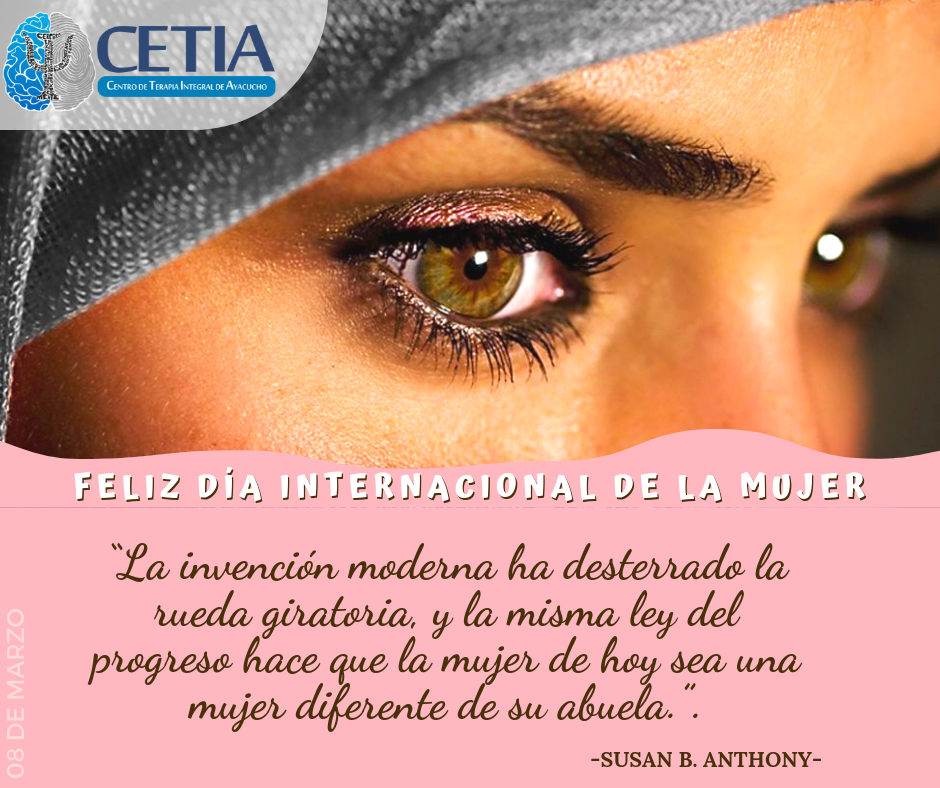 CETIA
CENTRO DE TERAPIA INTEGRAL DE AYACUCHO
FELIZ DÍA INTERNACIONAL DE LA MUJER
“La invención moderna ha desterrado la
rueda giratoria, y la misma ley del
progreso hace que la mujer de hoy sea una
mujer diferente de su abuela.”.
-SUSAN B. ANTHONY-
08 DE MARZO